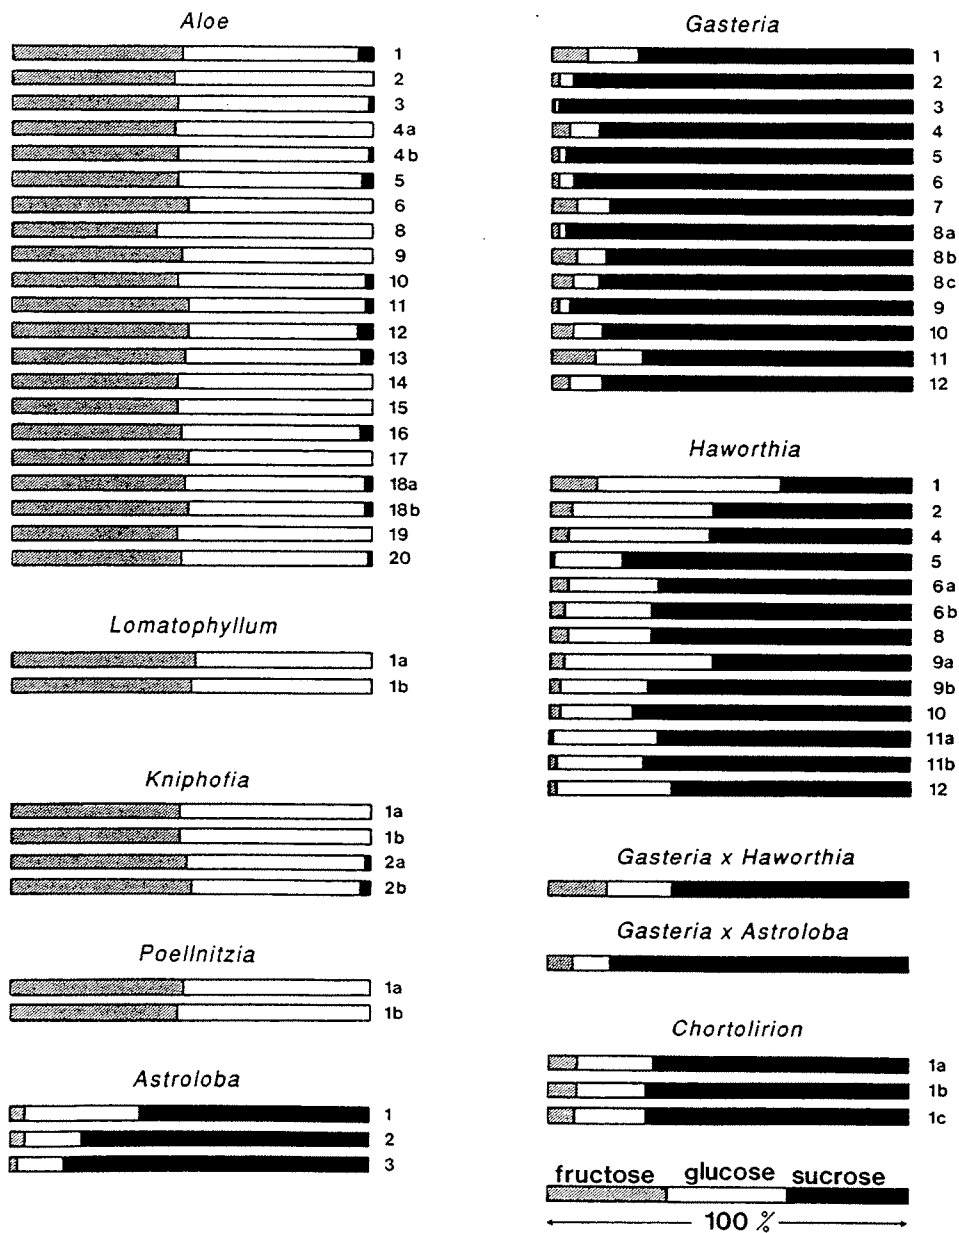 Aloe
1
2
3
4a
4b
5
6
8
9
10
11
12
13
14
15
16
17
18a
18b
19
20
Lomatophyllum
1a
1b
Kniphofia
1a
1b
2a
2b
Poellnitzia
1a
1b
Astroloba
1
2
3
Gasteria
1
2
3
4
5
6
7
8a
8b
8c
9
10
11
12
Haworthia
1
2
4
5
6a
6b
8
9a
9b
10
11a
11b
12
Gasteria x Haworthia
Gasteria x Astroloba
Chortolirion
1a
1b
1c
fructose glucose sucrose
100 %